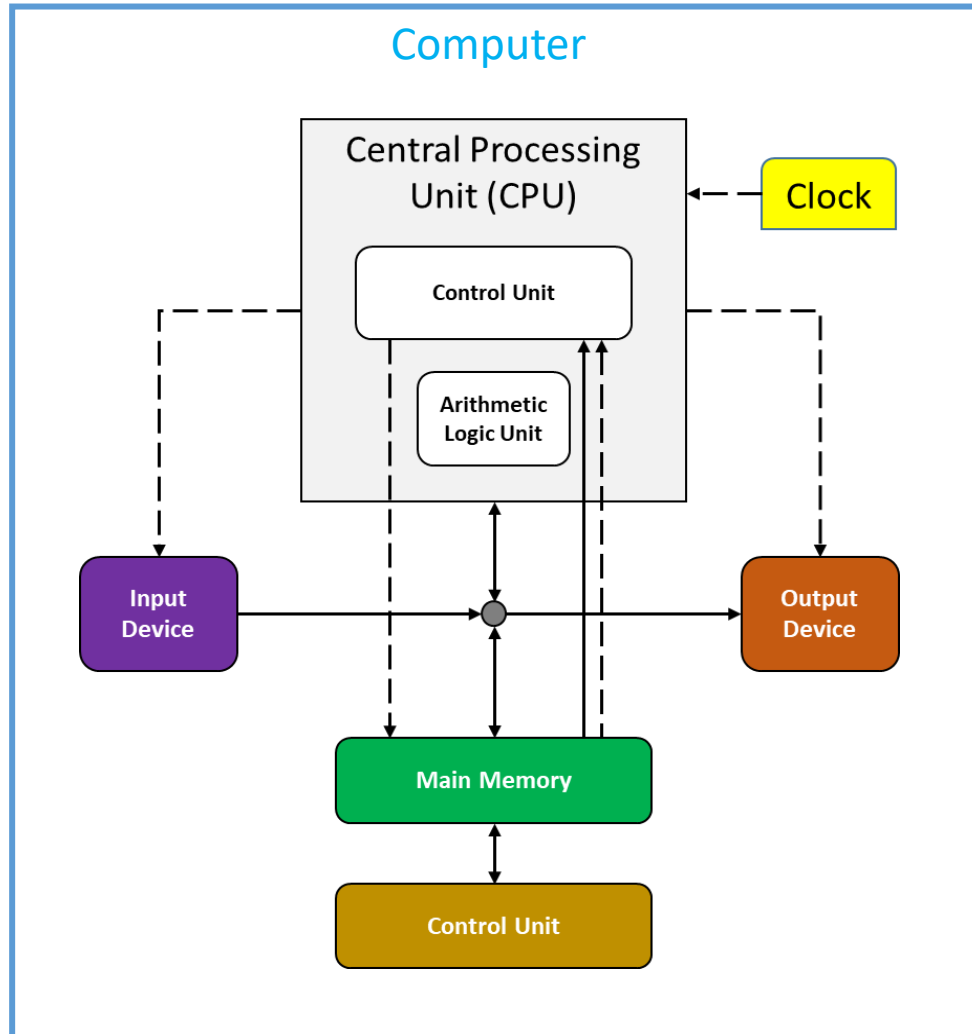 Computer
Central Processing
Unit (CPU)
Clock
Control Unit
Arithmetic
Logic Unit
Input
Device
Output
Device
Main Memory
Control Unit